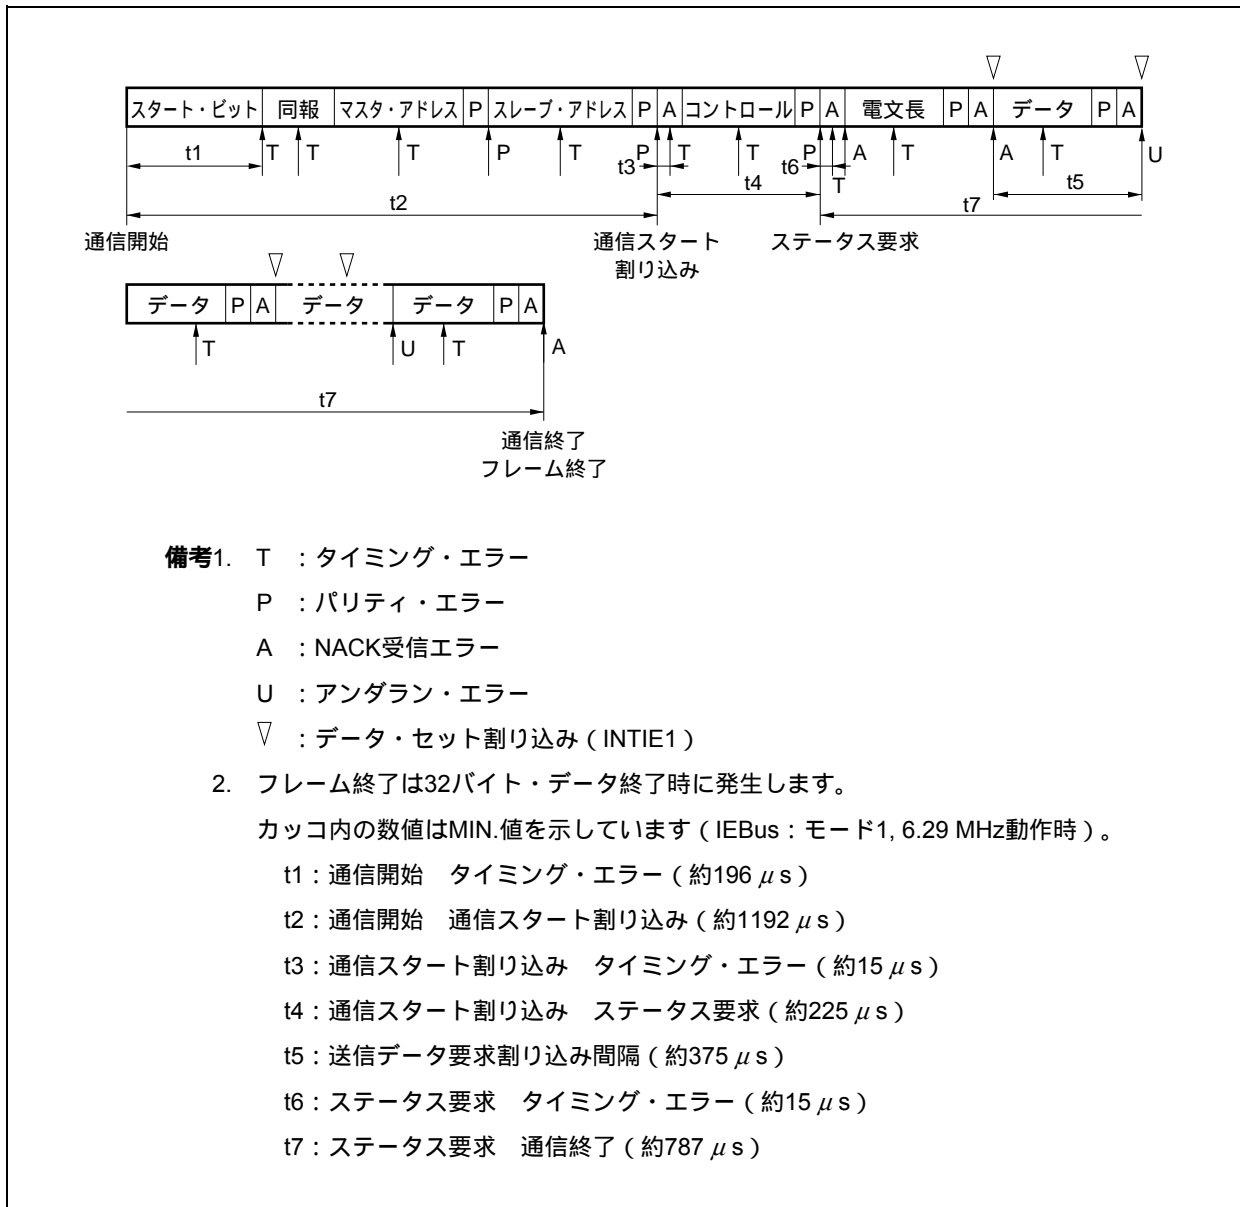 スタート・ビット 同報 マスタ・アドレス P スレーブ・アドレス P A コントロール P A 電文長 P A データ P A
t1 T T T P T P t3 T T P t6 T A T A T U
t4 t5
t2 t7
通信開始 通信スタート ステータス要求
割り込み
データ P A データ データ P A
T U T A
t7
通信終了
フレーム終了
備考1. T :タイミング・エラー
P :パリティ・エラー
A :NACK受信エラー
U :アンダラン・エラー
▽ :データ・セット割り込み(INTIE1)
2. フレーム終了は32バイト・データ終了時に発生します。
カッコ内の数値はMIN.値を示しています(IEBus:モード1, 6.29 MHz動作時)。
t1:通信開始 タイミング・エラー(約196 μs)
t2:通信開始 通信スタート割り込み(約1192 μs)
t3:通信スタート割り込み タイミング・エラー(約15 μs)
t4:通信スタート割り込み ステータス要求(約225 μs)
t5:送信データ要求割り込み間隔(約375 μs)
t6:ステータス要求 タイミング・エラー(約15 μs)
t7:ステータス要求 通信終了(約787 μs)